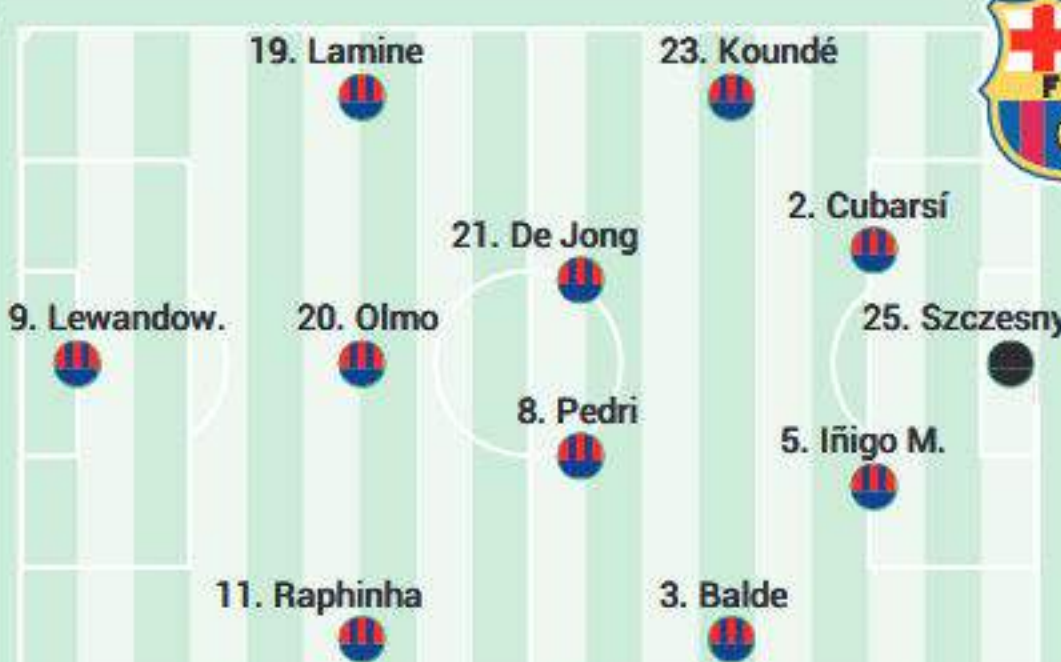 19. Lamine
23. Koundé
2. Cubarsí
21. De Jong
9. Lewandow.
20. Olmo
25. Szczesny
8. Pedri
5. Iñigo M.
11. Raphinha
3. Balde
F